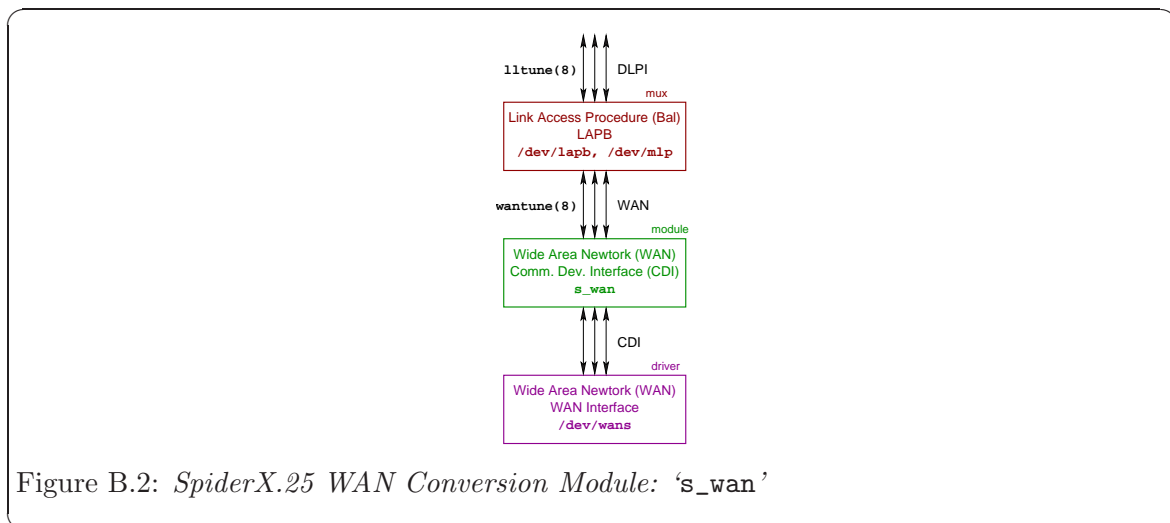 lltune(8) DLPI
mux
Link Access Procedure (Bal)
LAPB
/dev/lapb, /dev/mlp
wantune(8) WAN
module
Wide Area Newtork (WAN)
Comm. Dev. Interface (CDI)
s_wan
CDI
driver
Wide Area Newtork (WAN)
WAN Interface
/dev/wans
Figure B.2: SpiderX.25 WAN Conversion Module: ‘s_wan’